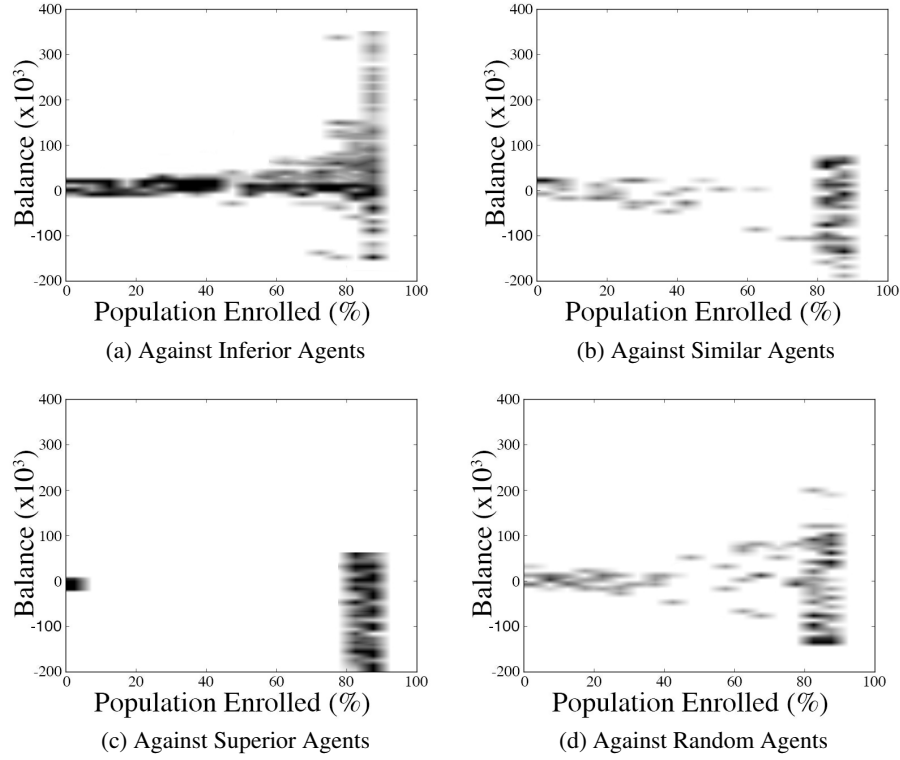 400
300
200
100
0
-100
-200
Balance (x10³)
0 20 40 60 80 100
Population Enrolled (%)
(a) Against Inferior Agents
400
300
200
100
0
-100
-200
Balance (x10³)
0 20 40 60 80 100
Population Enrolled (%)
(b) Against Similar Agents
400
300
200
100
0
-100
-200
Balance (x10³)
0 20 40 60 80 100
Population Enrolled (%)
(c) Against Superior Agents
400
300
200
100
0
-100
-200
Balance (x10³)
0 20 40 60 80 100
Population Enrolled (%)
(d) Against Random Agents